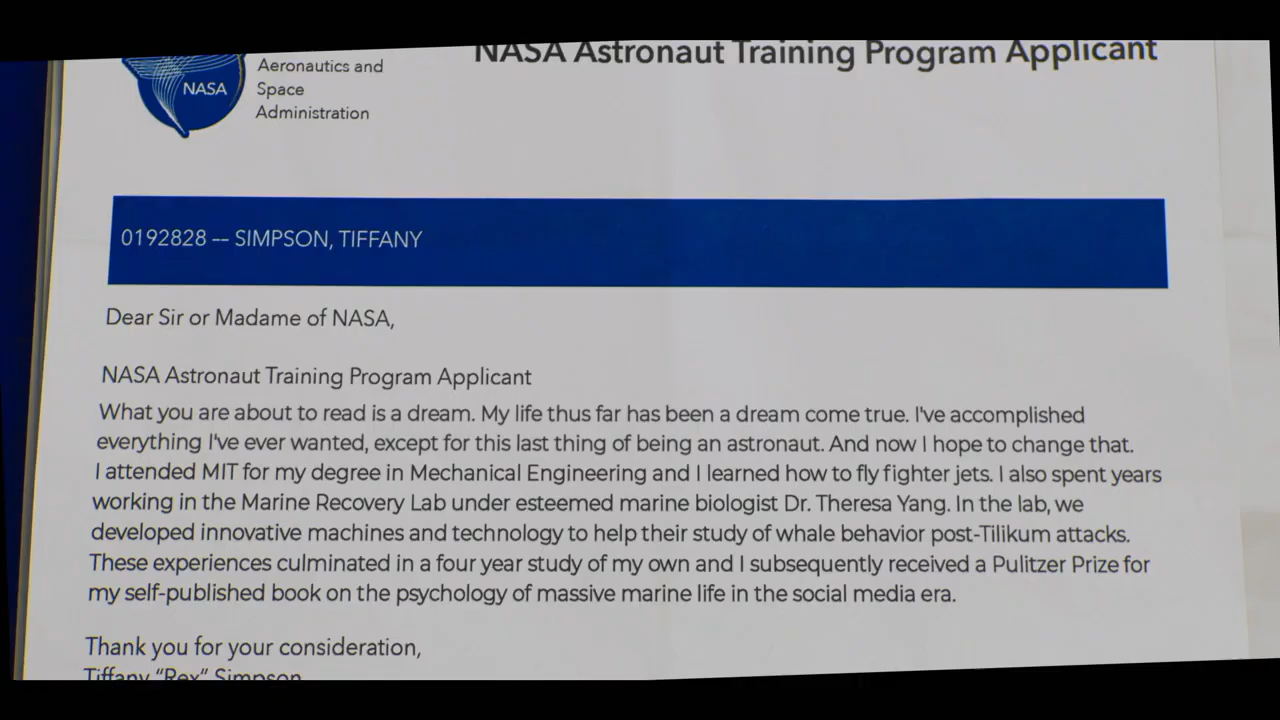 NASA Astronaut Training Program Applicant
Aeronautics and
Space
Administration
NASA
0192828 -- SIMPSON, TIFFANY
Dear Sir or Madame of NASA,
NASA Astronaut Training Program Applicant
What you are about to read is a dream. My life thus far has been a dream come true. I've accomplished
everything I've ever wanted, except for this last thing of being an astronaut. And now I hope to change that.
I attended MIT for my degree in Mechanical Engineering and I learned how to fly fighter jets. I also spent years
working in the Marine Recovery Lab under esteemed marine biologist Dr. Theresa Yang. In the lab, we
developed innovative machines and technology to help their study of whale behavior post-Tilikum attacks.
These experiences culminated in a four year study of my own and I subsequently received a Pulitzer Prize for
my self-published book on the psychology of massive marine life in the social media era.
Thank you for your consideration,
Tiffany "Rex" Simpson